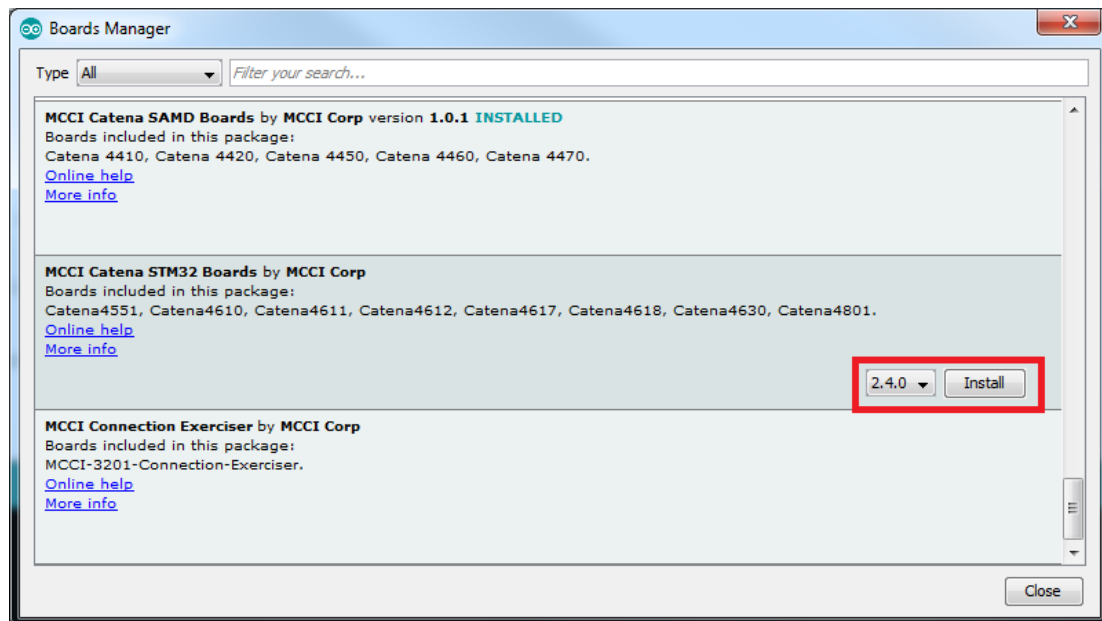 Boards Manager
Type All Filter your search...
MCCI Catena SAMD Boards by MCCI Corp version 1.0.1 INSTALLED
Boards included in this package:
Catena 4410, Catena 4420, Catena 4450, Catena 4460, Catena 4470.
Online help
More info
MCCI Catena STM32 Boards by MCCI Corp
Boards included in this package:
Catena4551, Catena4610, Catena4611, Catena4612, Catena4617, Catena4618, Catena4630, Catena4801.
Online help
More info
2.4.0 Install
MCCI Connection Exerciser by MCCI Corp
Boards included in this package:
MCCI-3201-Connection-Exerciser.
Online help
More info
Close